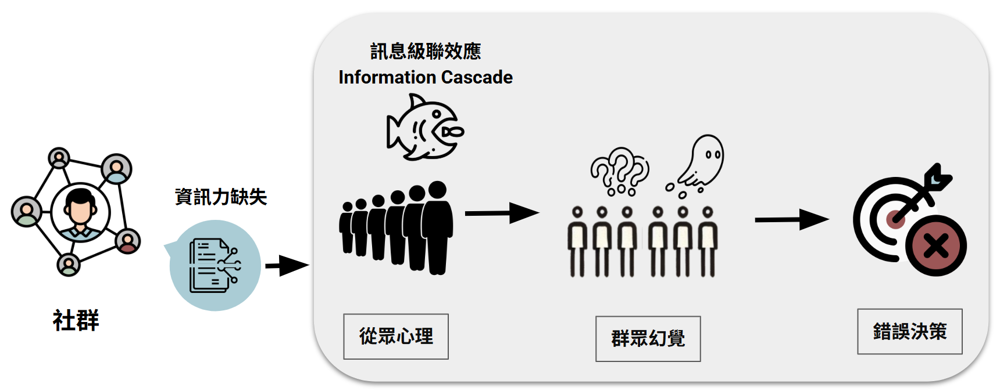 訊息級聯效應
Information Cascade
資訊力缺失
社群
從眾心理
群眾幻覺
錯誤決策